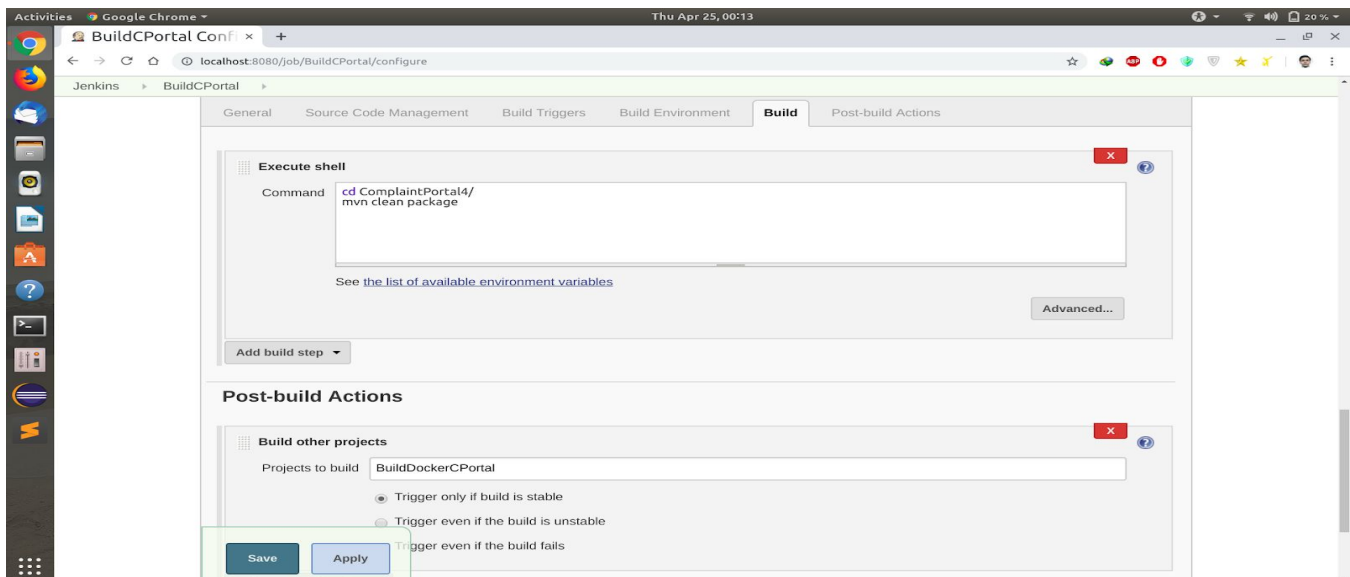 Activities Google Chrome Thu Apr 25, 00:13 20 %
BuildCPortal Confi
localhost:8080/job/BuildCPortal/configure ABP
Jenkins BuildCPortal
General Source Code Management Build Triggers Build Environment Build Post-build Actions
Execute shell X
Command cd ComplaintPortal4/
mvn clean package
See the list of available environment variables
Advanced...
Add build step
Post-build Actions
Build other projects X
Projects to build BuildDockerCPortal
Trigger only if build is stable
Trigger even if the build is unstable
Trigger even if the build fails
Save Apply